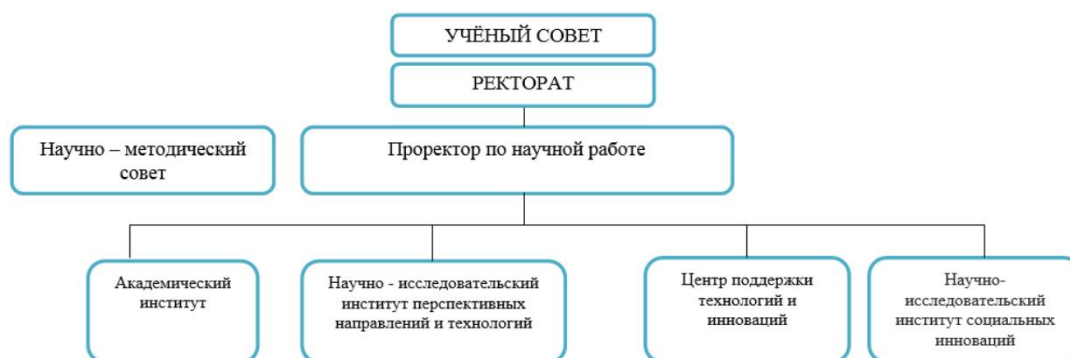 УЧЁНЫЙ СОВЕТ
РЕКТОРАТ
Научно – методический
совет
Проректор по научной работе
Академический
институт
Научно - исследовательский
институт перспективных
направлений и технологий
Центр поддержки
технологий и
инноваций
Научно-
исследовательский
институт социальных
инноваций